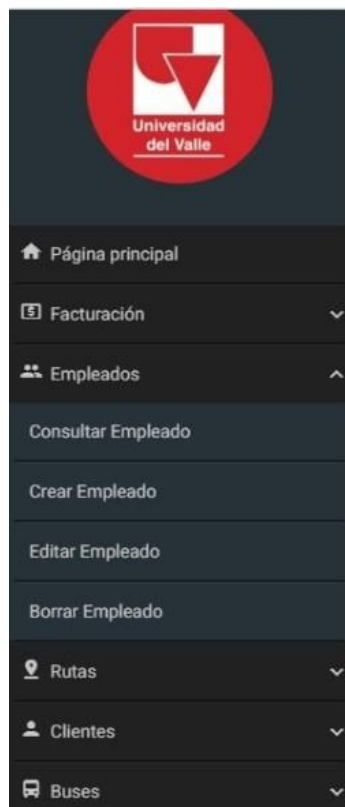 Universidad
del Valle
Página principal
Facturación
Empleados
Consultar Empleado
Crear Empleado
Editar Empleado
Borrar Empleado
Rutas
Clientes
Buses